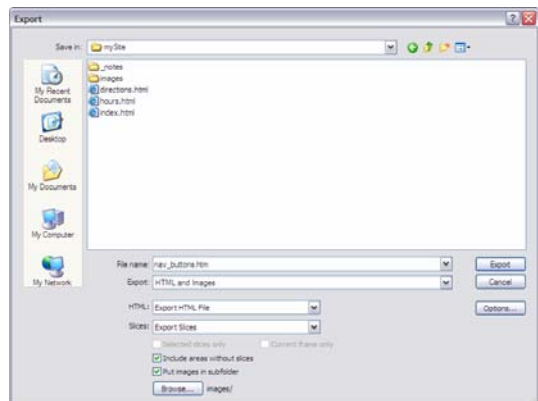 Export
Save in: mySite
_notes
images
directions.html
hours.html
index.html
My Recent Documents
Desktop
My Documents
My Computer
My Network
File name: nav_buttons.htm Export
Export: HTML and Images Cancel
HTML: Export HTML File Options...
Slices: Export Slices
Selected slices only Current frame only
Include areas without slices
Put images in subfolder
Browse... images/